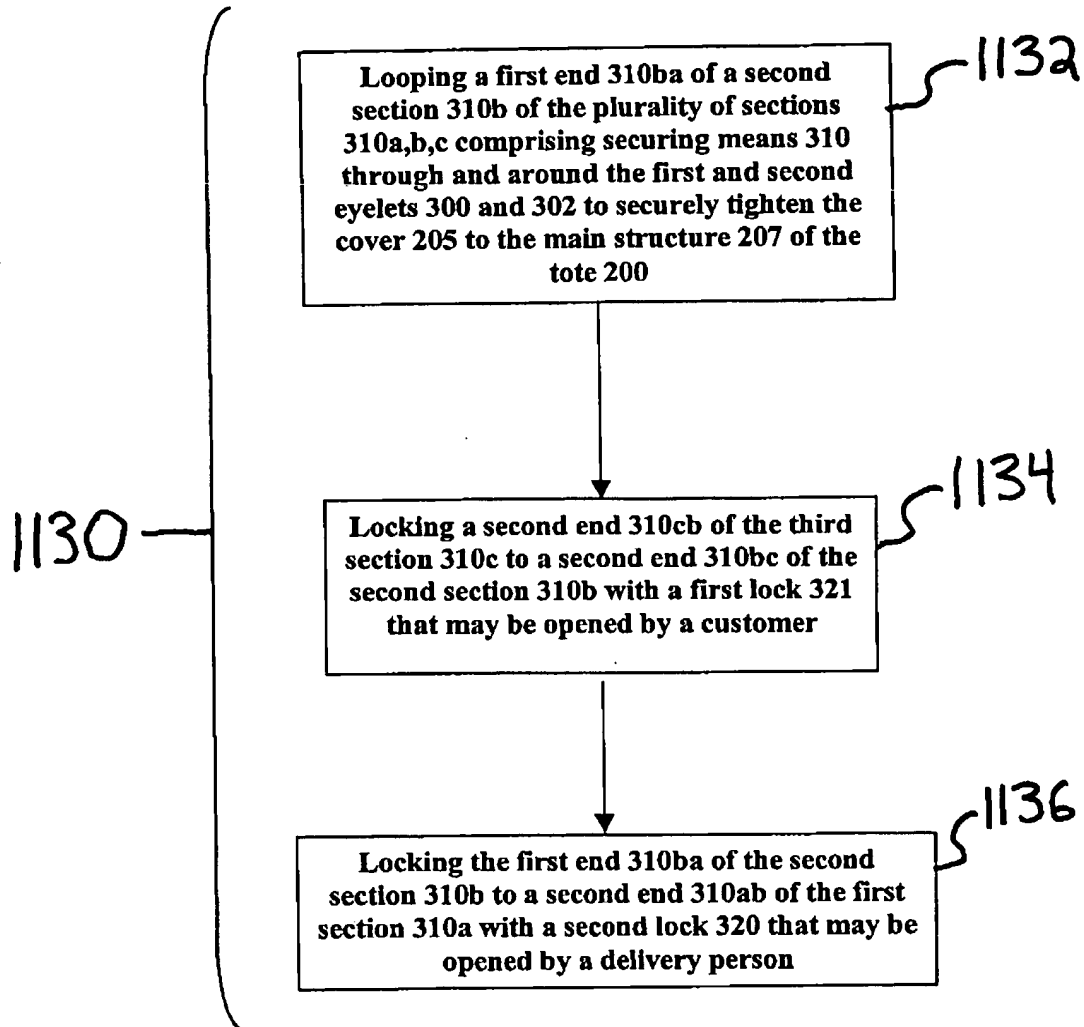 Looping a first end 310ba of a second
section 310b of the plurality of sections
310a,b,c comprising securing means 310
through and around the first and second
eyelets 300 and 302 to securely tighten the
cover 205 to the main structure 207 of the
tote 200
1132
1130
Locking a second end 310cb of the third
section 310c to a second end 310bc of the
second section 310b with a first lock 321
that may be opened by a customer
1134
Locking the first end 310ba of the second
section 310b to a second end 310ab of the first
section 310a with a second lock 320 that may be
opened by a delivery person
1136